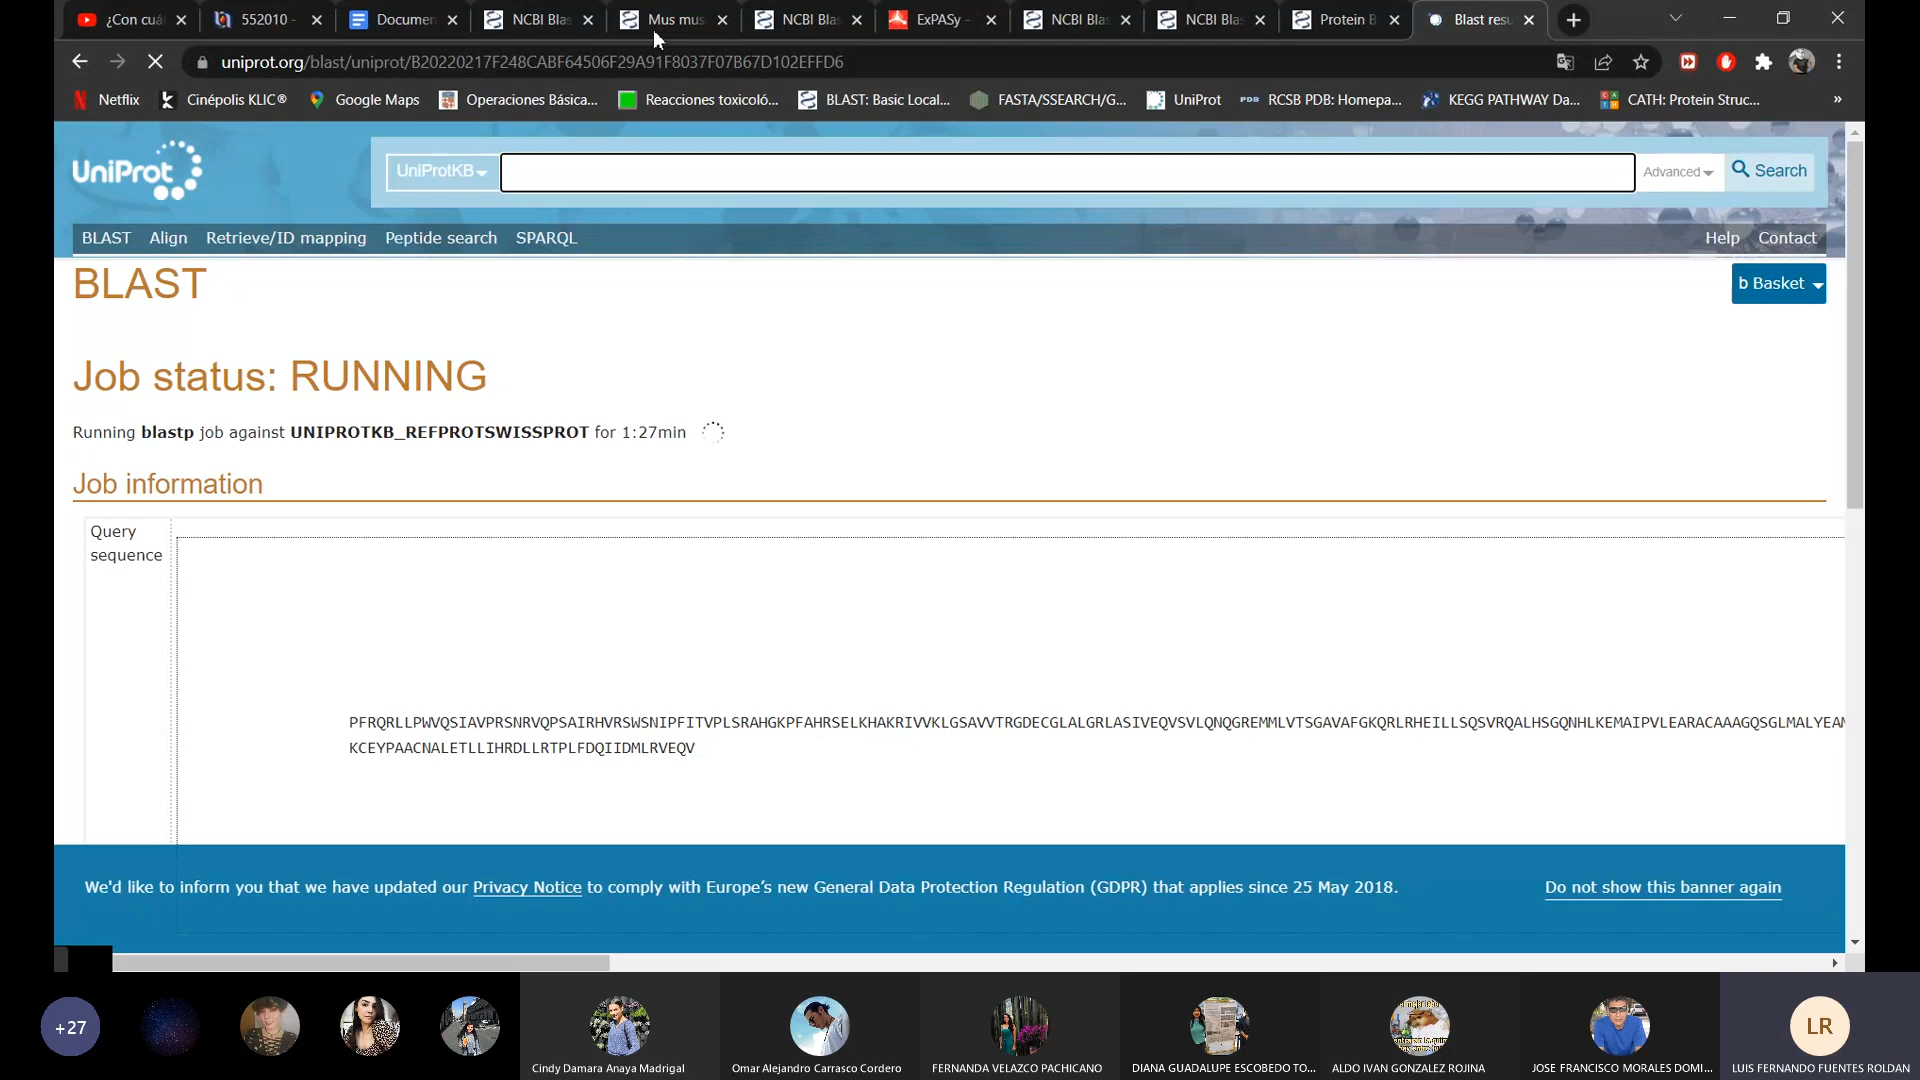 ¿Con cuá
552010 -
Documen
NCBI Blas
Mus mus
NCBI Blas
ExPASy -
NCBI Blas
NCBI Blas
Protein B
Blast resu
uniprot.org/blast/uniprot/B20220217F248CABF64506F29A91F8037F07B67D102EFFD6
Netflix
Cinépolis KLIC®
Google Maps
Operaciones Básica...
Reacciones toxicoló...
BLAST: Basic Local...
FASTA/SSEARCH/G...
UniProt
PDB
RCSB PDB: Homepa...
KEGG PATHWAY Da...
CATH: Protein Struc...
»
UniProt
UniProtKB
Advanced
Search
BLAST Align Retrieve/ID mapping Peptide search SPARQL
Help Contact
BLAST
b Basket
Job status: RUNNING
Running blastp job against UNIPROTKB_REFPROTSWISSPROT for 1:27min
Job information
Query
sequence
PFRQRLLPWVQSIAVPRSNRVQPSAIRHVRSWSNIPFITVPLSRAHGKPFAHRSELKHAKRIVVKLGSAVVTRGDECGLALGRLASIVEQVSVLQNQGREMMLVTSGAVAFGKQRLRHEILLSQSVRQALHSGQNHLKEMAIPVLEARACAAAGQSGLMALYEAM
KCEYPAACNALETLLIHRDLLRTPLFDQIIDMLRVEQV
We'd like to inform you that we have updated our Privacy Notice to comply with Europe's new General Data Protection Regulation (GDPR) that applies since 25 May 2018.
Do not show this banner again
+27
LR
Cindy Damara Anaya Madrigal
Omar Alejandro Carrasco Cordero
FERNANDA VELAZCO PACHICANO
DIANA GUADALUPE ESCOBEDO TO...
ALDO IVAN GONZALEZ ROJINA
JOSE FRANCISCO MORALES DOMI...
LUIS FERNANDO FUENTES ROLDAN